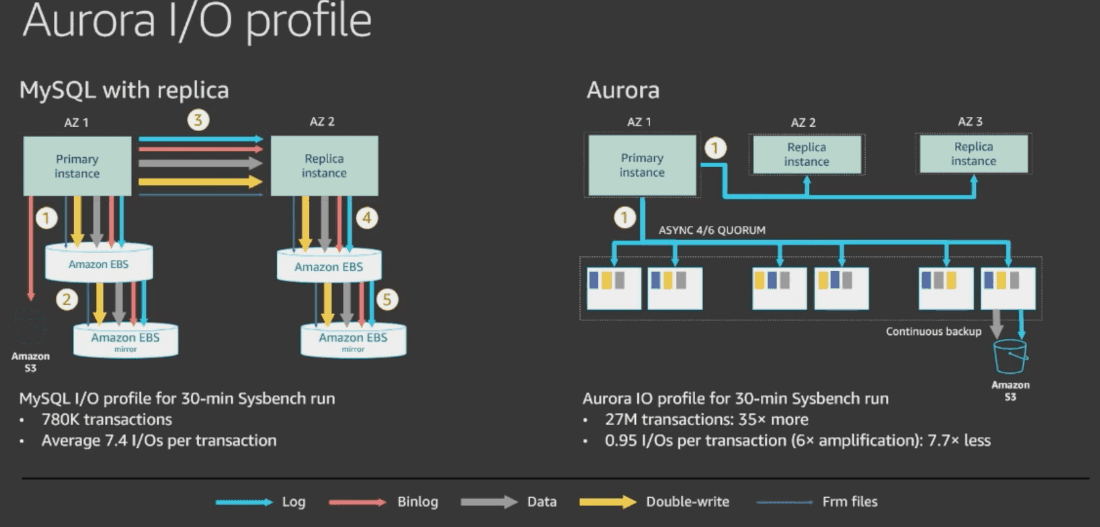 Aurora I/O profile
MySQL with replica
AZ 1
AZ 2
3
Primary
instance
Replica
instance
1
4
Amazon EBS
Amazon EBS
2
5
Amazon EBS
mirror
Amazon EBS
mirror
Amazon
S3
MySQL I/O profile for 30-min Sysbench run
• 780K transactions
• Average 7.4 I/Os per transaction
Aurora
AZ 1
AZ 2
AZ 3
Primary
instance
1
Replica
instance
Replica
instance
1
ASYNC 4/6 QUORUM
Continuous backup
Amazon
S3
Aurora IO profile for 30-min Sysbench run
• 27M transactions: 35× more
• 0.95 I/Os per transaction (6× amplification): 7.7× less
Log
Binlog
Data
Double-write
Frm files